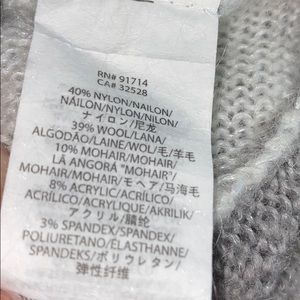 RN# 91714
CA# 32528
40% NYLON/NAILON/
NÁILON/NYLON/NILON/
ナイロン/尼龙
39% WOOL/LANA/
ALGODÃO/LAINE/WOL/毛/羊毛
10% MOHAIR/MOHAIR/
LÃ ANGORÁ "MOHAIR"/
MOHAIR/MOHAIR/モヘア/马海毛
8% ACRYLIC/ACRÍLICO/
ACRÍLICO/ACRYLIQUE/AKRILIK/
アクリル/腈纶
3% SPANDEX/SPANDEX/
POLIURETANO/ÉLASTHANNE/
SPANDEKS/ポリウレタン/
弹性纤维